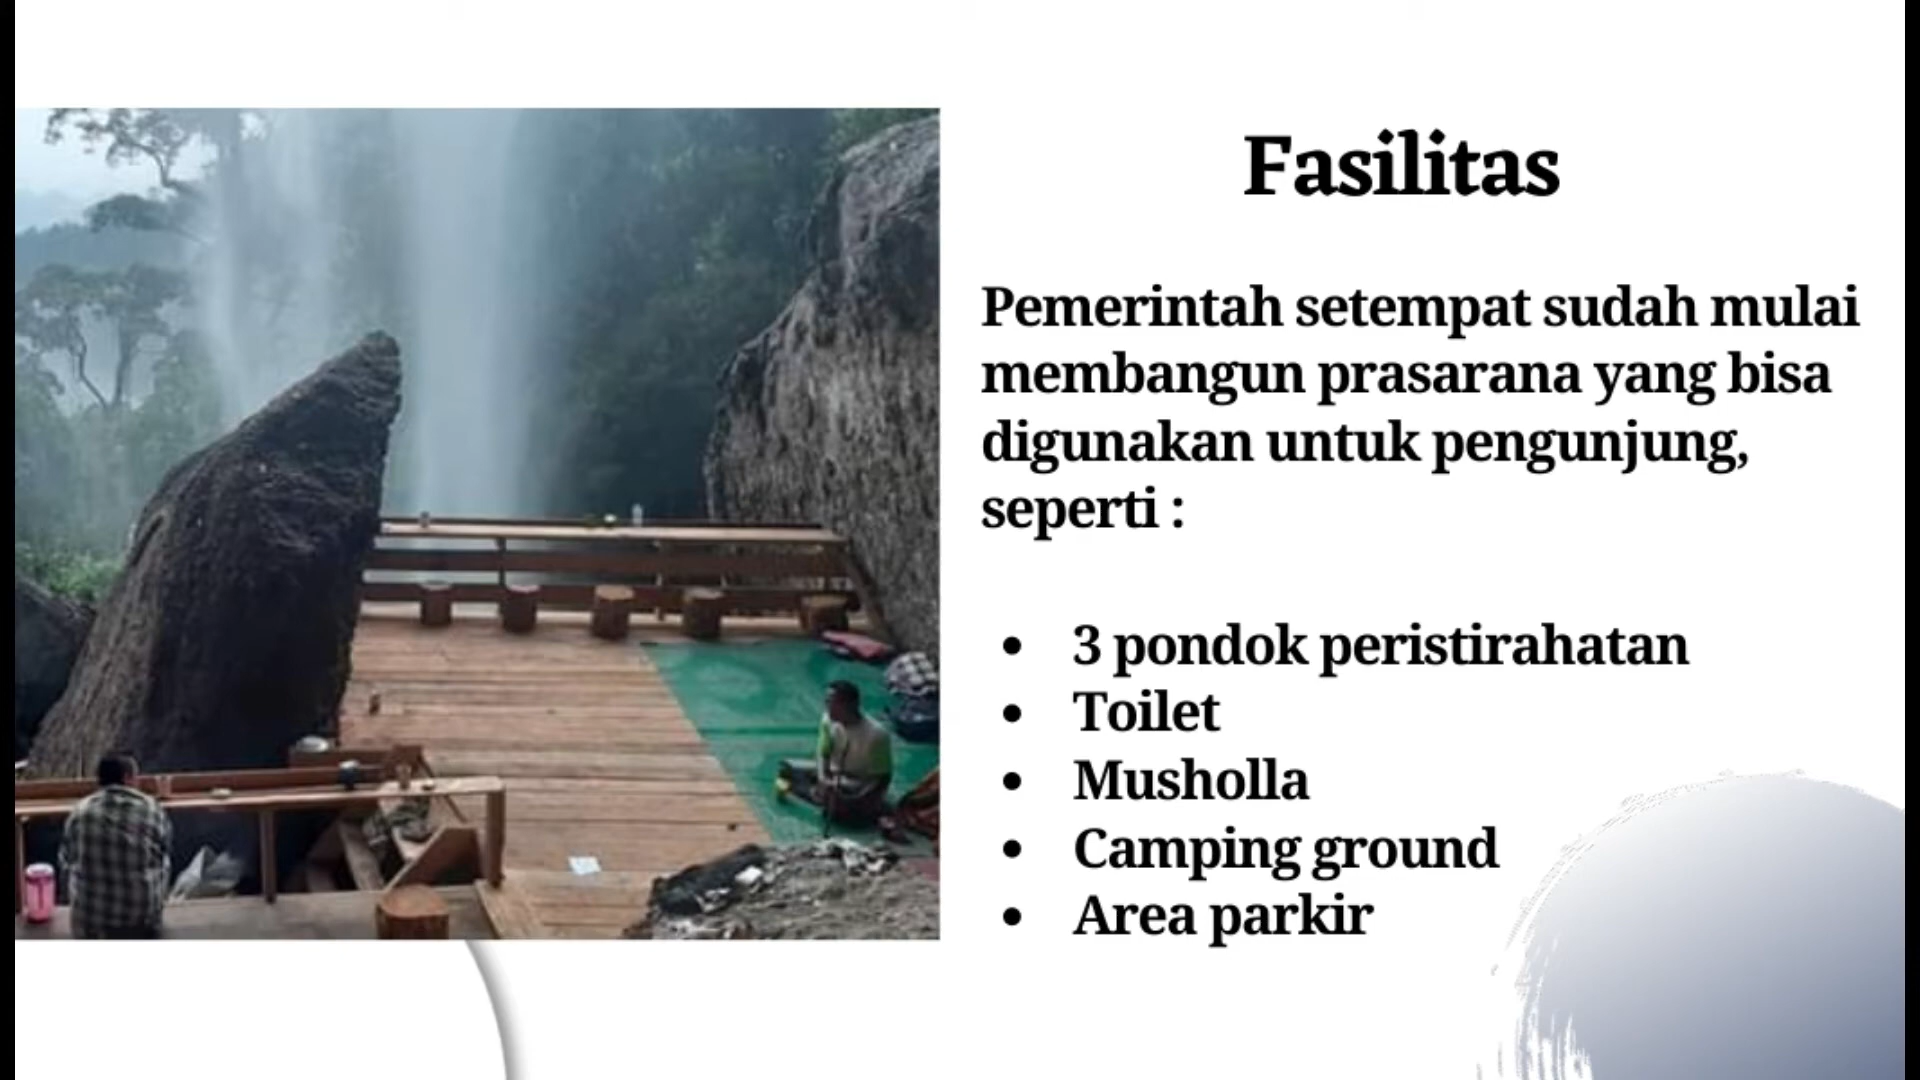 Fasilitas
Pemerintah setempat sudah mulai
membangun prasarana yang bisa
digunakan untuk pengunjung,
seperti :
• 3 pondok peristirahatan
• Toilet
• Musholla
• Camping ground
• Area parkir